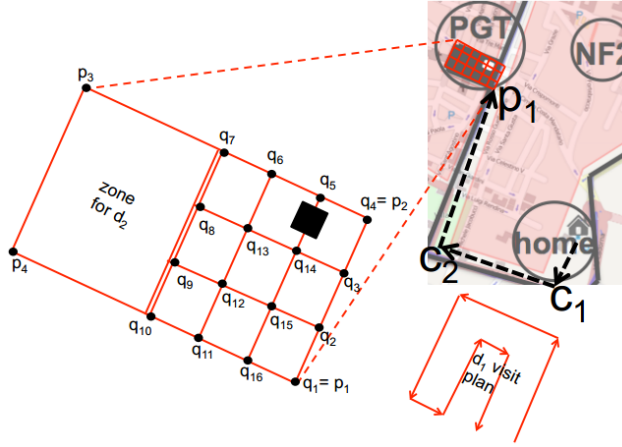 p3
zone
for d2
p4
q7
q6
q5
q4= p2
q8
q13
q14
q3
q9
q12
q15
q2
q10
q11
q16
q1= p1
PGT
NF2
p1
home
C2
C1
d1 visit
plan